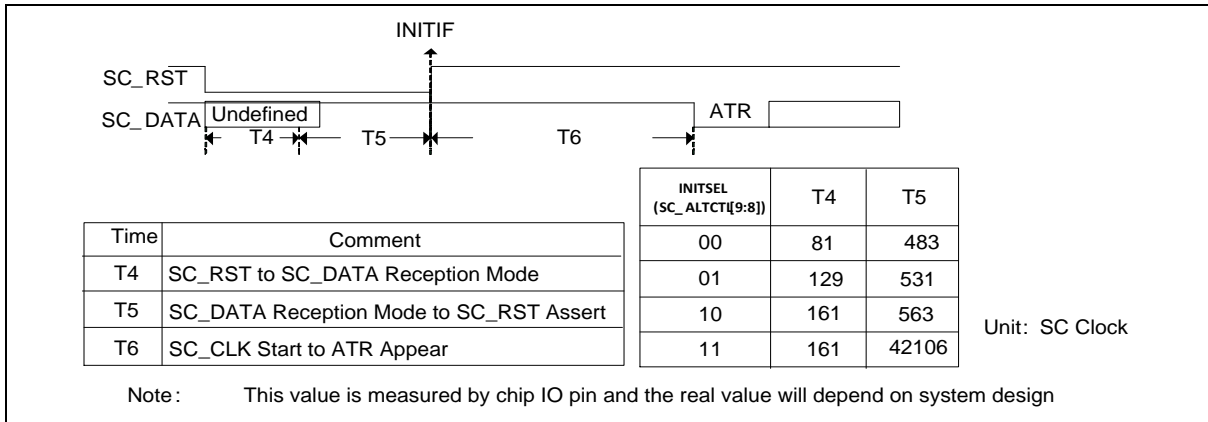 INITIF
SC_RST
SC_DATA Undefined ATR
T4 T5 T6
Time Comment
T4 SC_RST to SC_DATA Reception Mode
T5 SC_DATA Reception Mode to SC_RST Assert
T6 SC_CLK Start to ATR Appear
INITSEL
(SC_ALTCTL[9:8]) T4 T5
00 81 483
01 129 531
10 161 563
11 161 42106
Unit: SC Clock
Note: This value is measured by chip IO pin and the real value will depend on system design